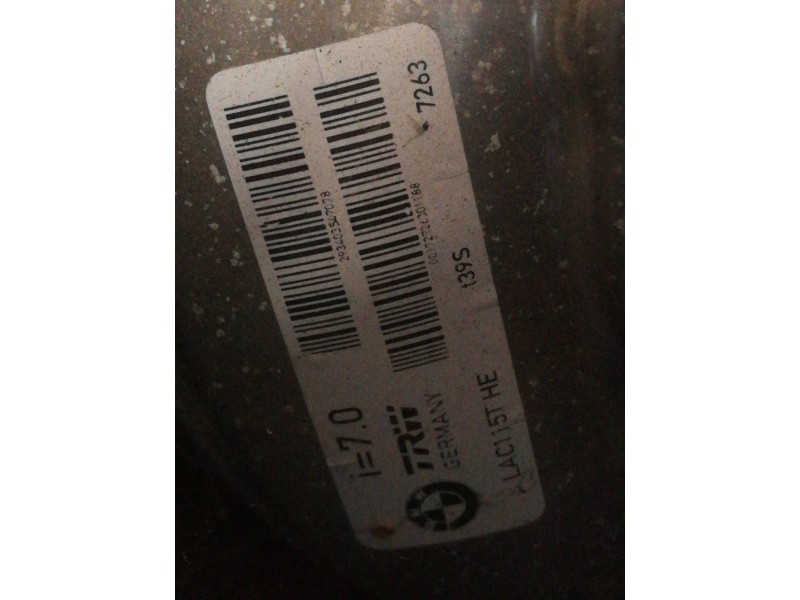 7263
139S
LAC115T HE
i=7.0
TRW
GERMANY